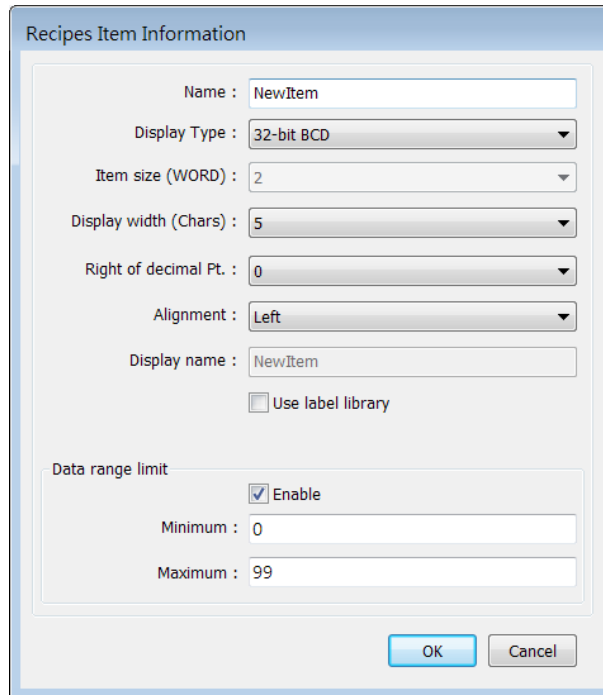 Recipes Item Information
Name : NewItem
Display Type : 32-bit BCD
Item size (WORD) : 2
Display width (Chars) : 5
Right of decimal Pt. : 0
Alignment : Left
Display name : NewItem
Use label library
Data range limit
Enable
Minimum : 0
Maximum : 99
OK Cancel